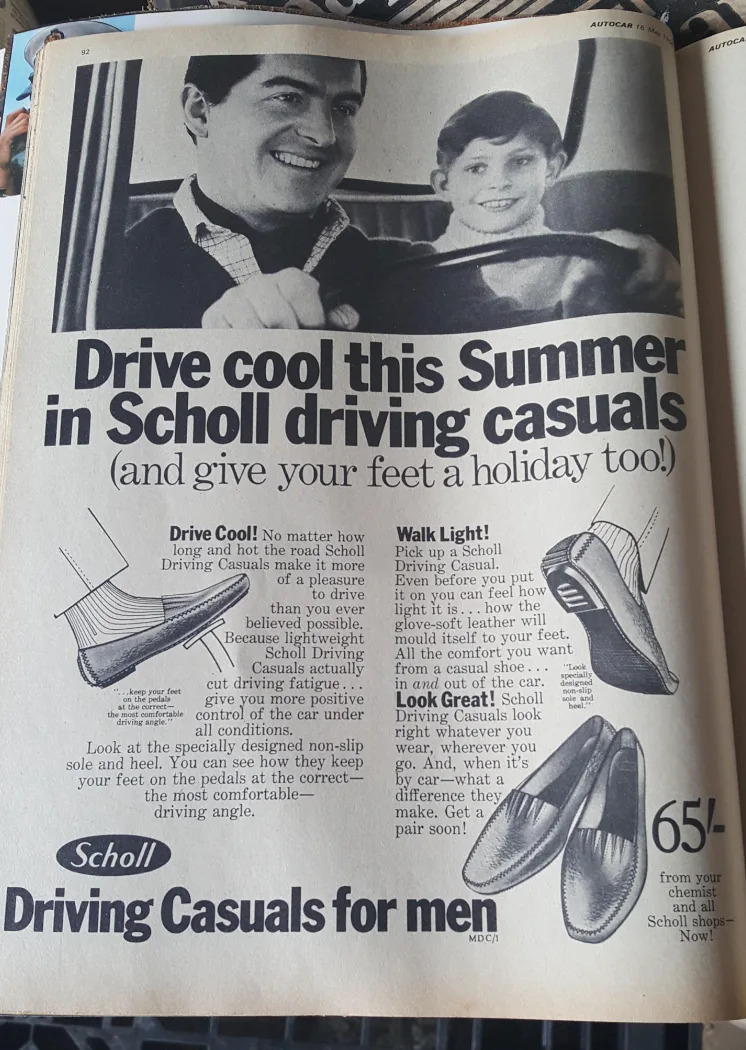 92
AUTOCAR 16 May
AUTOCA
Drive cool this Summer
in Scholl driving casuals
(and give your feet a holiday too!)
Drive Cool! No matter how
long and hot the road Scholl
Driving Casuals make it more
of a pleasure
to drive
than you ever
believed possible.
Because lightweight
Scholl Driving
Casuals actually
cut driving fatigue...
give you more positive
control of the car under
all conditions.
Look at the specially designed non-slip
sole and heel. You can see how they keep
your feet on the pedals at the correct—
the most comfortable—
driving angle.
"...keep your feet
on the pedals
at the correct—
the most comfortable
driving angle."
Walk Light!
Pick up a Scholl
Driving Casual.
Even before you put
it on you can feel how
light it is... how the
glove-soft leather will
mould itself to your feet.
All the comfort you want
from a casual shoe...
in and out of the car.
"Look
specially
designed
non-slip
sole and
heel."
Look Great! Scholl
Driving Casuals look
right whatever you
wear, wherever you
go. And, when it's
by car—what a
difference they
make. Get a
pair soon!
65/-
from your
chemist
and all
Scholl shops—
Now!
Scholl
Driving Casuals for men
MDC/1